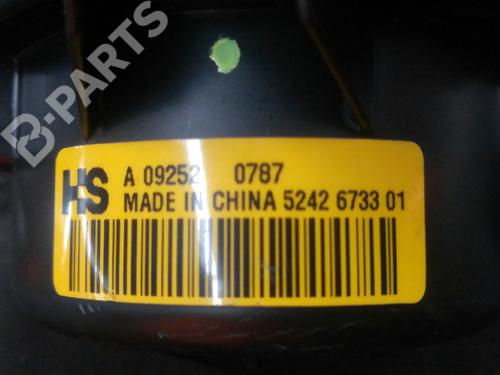 B-PARTS
HS A 09252 0787
MADE IN CHINA 5242 6733 01